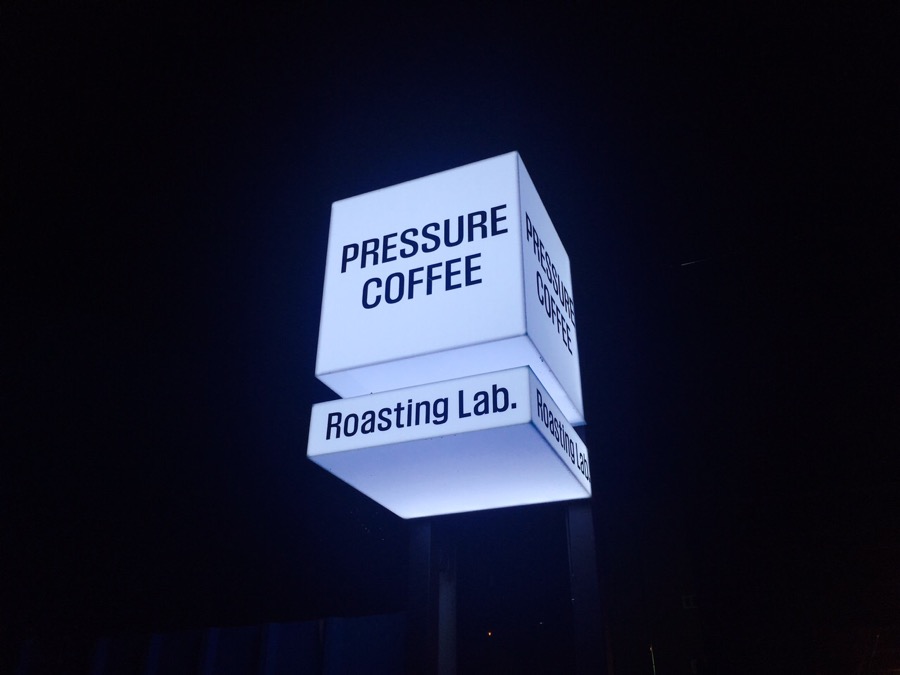 PRESSURE
COFFEE
Roasting Lab.
PRESSURE
COFFEE
Roasting Lab.